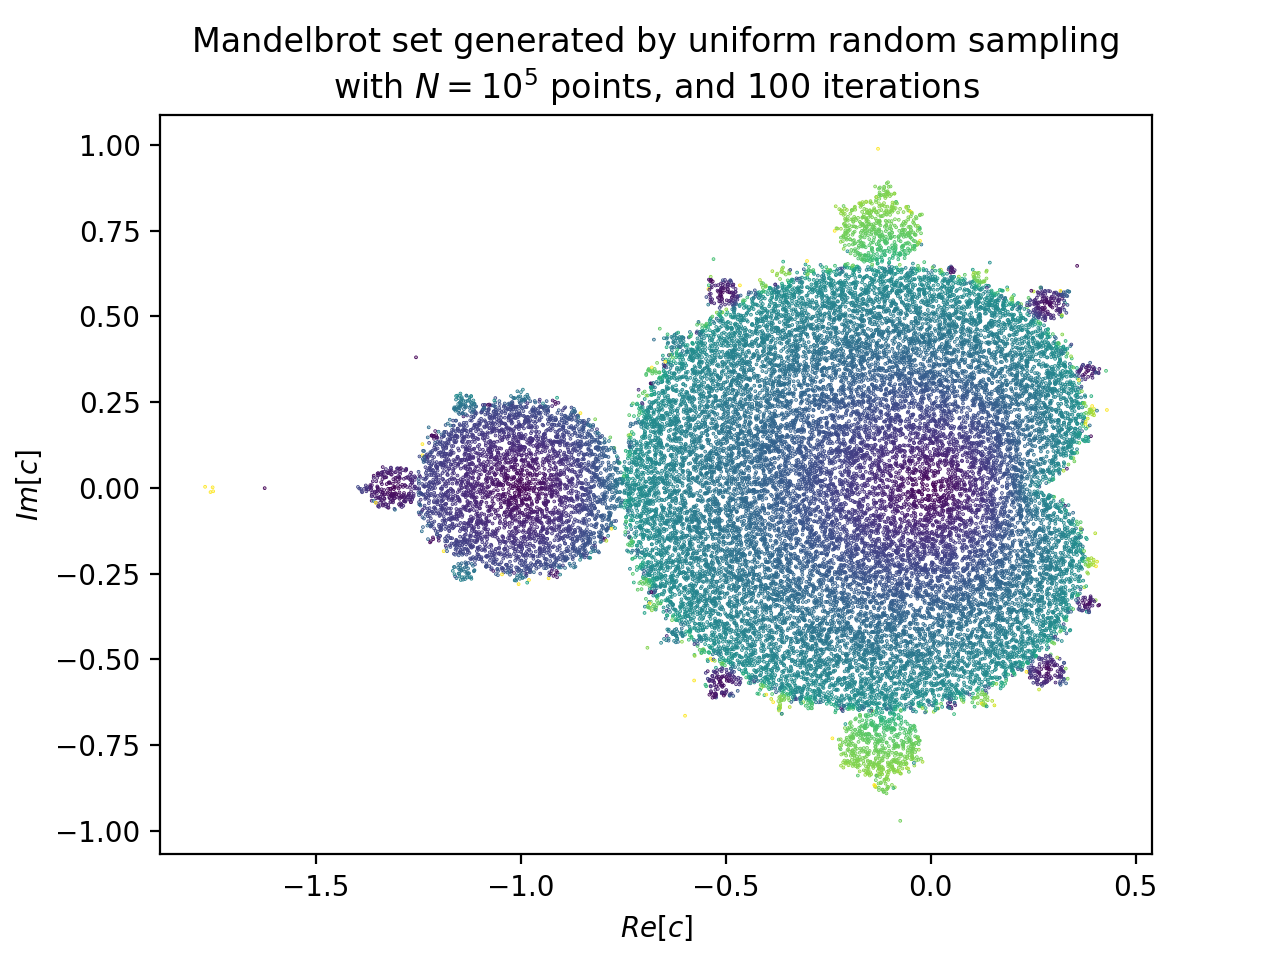 Mandelbrot set generated by uniform random sampling
with N = 10⁵ points, and 100 iterations
1.00
0.75
0.50
0.25
0.00
−0.25
−0.50
−0.75
−1.00
Im[c]
−1.5 −1.0 −0.5 0.0 0.5
Re[c]